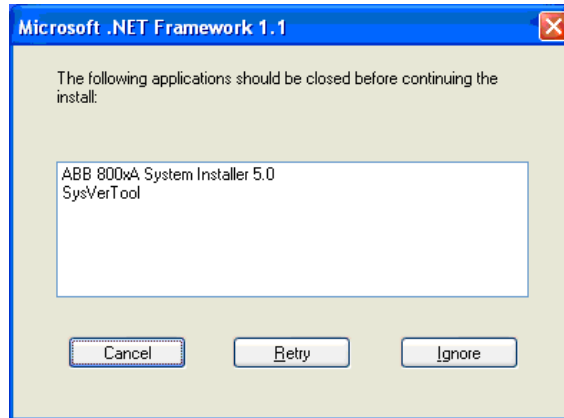 Microsoft .NET Framework 1.1
The following applications should be closed before continuing the
install:
ABB 800xA System Installer 5.0
SysVerTool
Cancel
Retry
Ignore